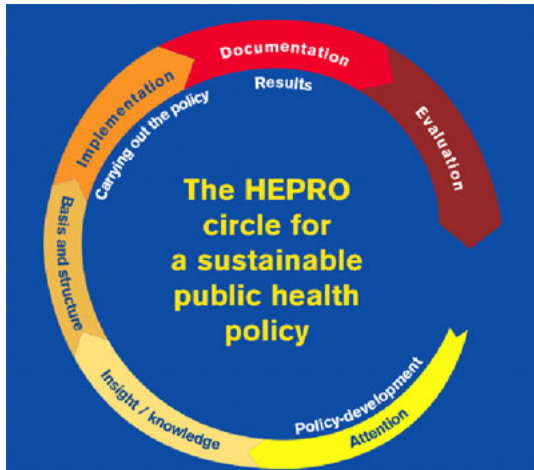 Documentation
Results
Implementation
Carrying out the policy
Evaluation
The HEPRO
circle for
a sustainable
public health
policy
Basis and structure
Insight / knowledge
Policy-development
Attention